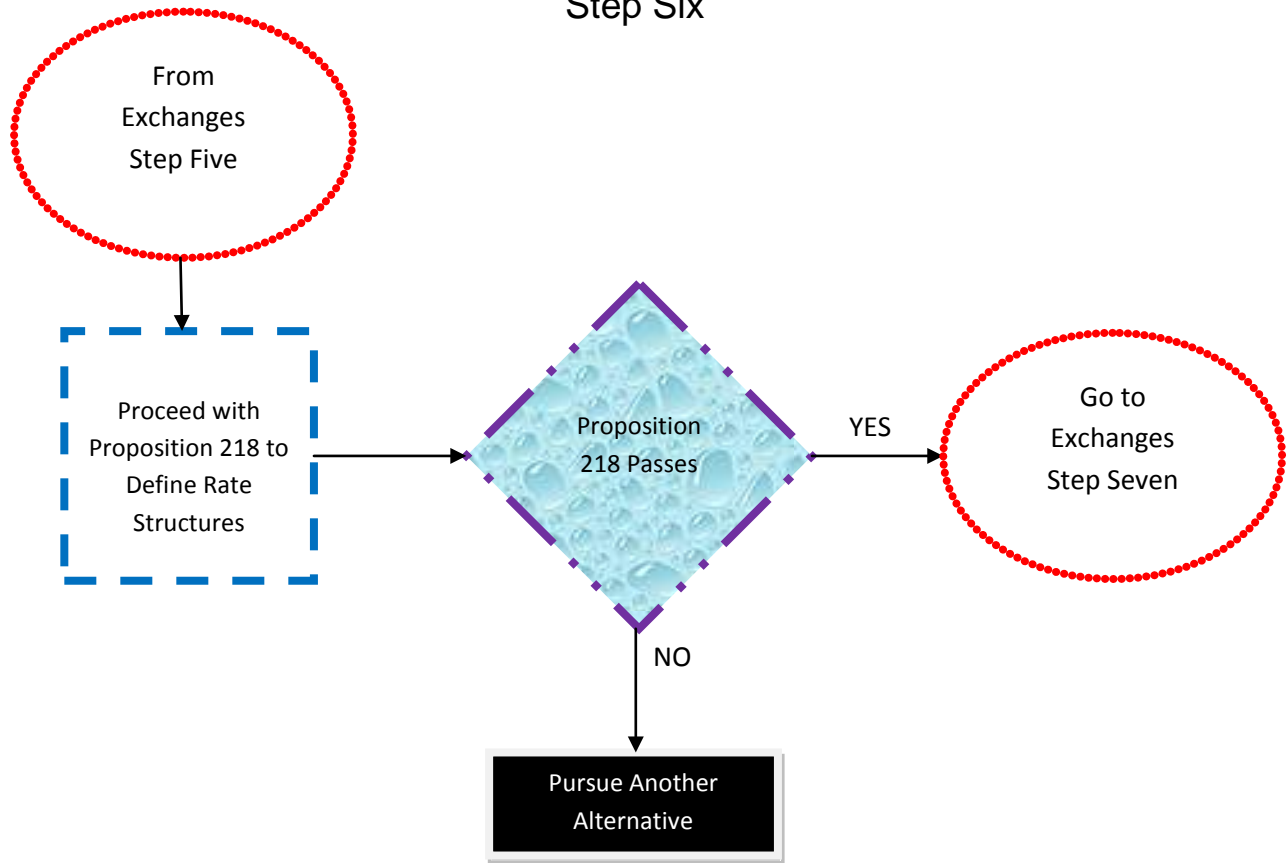 Step Six
From
Exchanges
Step Five
Proceed with
Proposition 218 to
Define Rate
Structures
Proposition
218 Passes
YES
Go to
Exchanges
Step Seven
NO
Pursue Another
Alternative